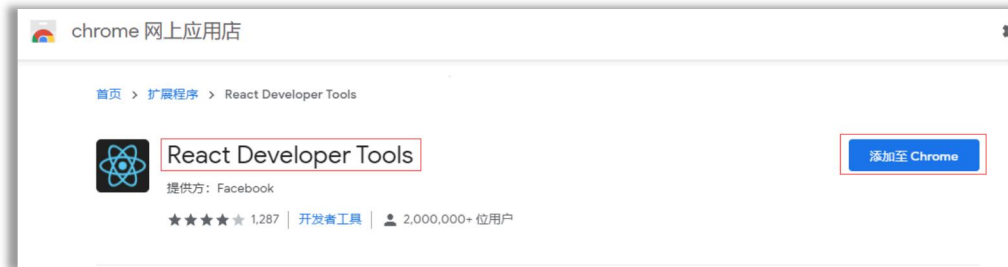 chrome 网上应用店
首页 > 扩展程序 > React Developer Tools
React Developer Tools
添加至 Chrome
提供方: Facebook
1,287 | 开发者工具 | 2,000,000+ 位用户